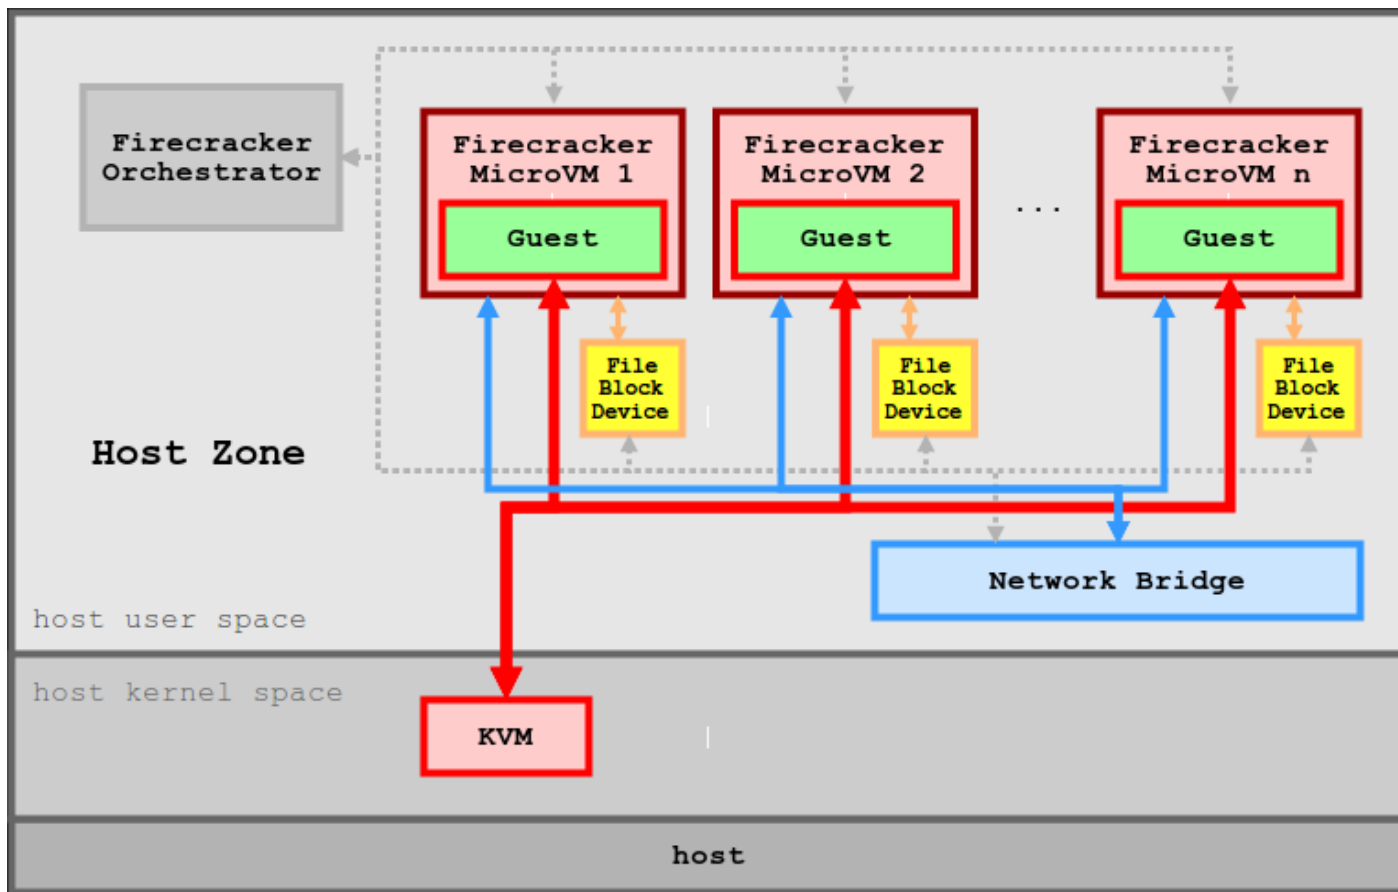 Firecracker
Orchestrator
Firecracker
MicroVM 1
Guest
Firecracker
MicroVM 2
Guest
...
Firecracker
MicroVM n
Guest
File
Block
Device
File
Block
Device
File
Block
Device
Host Zone
Network Bridge
host user space
host kernel space
KVM
host